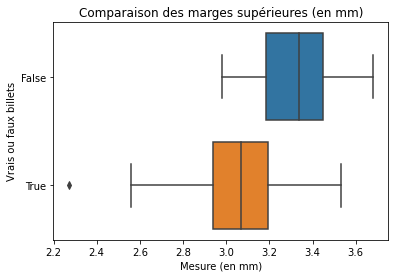 Comparaison des marges supérieures (en mm)
Vrais ou faux billets
False
True
2.2 2.4 2.6 2.8 3.0 3.2 3.4 3.6
Mesure (en mm)